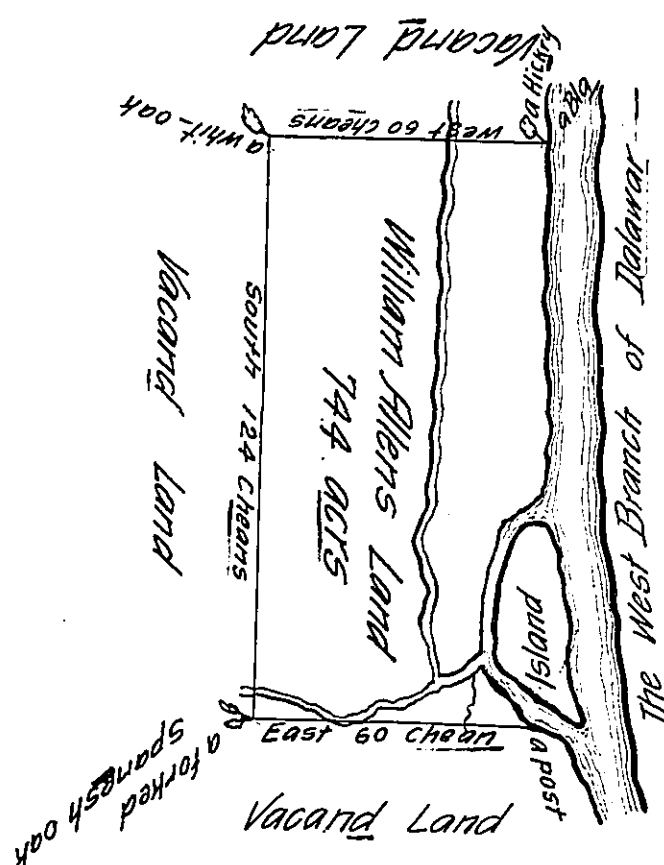 Vacand Land
a Hickry
a Bla
a whit oak
west 60 cheans
The West Branch of Dalawar
William Allens Land
744 acrs
South 124 Cheans
Vacand Land
Island
East 60 Chean
a post
a forked
Spanesh oak
Vacand Land